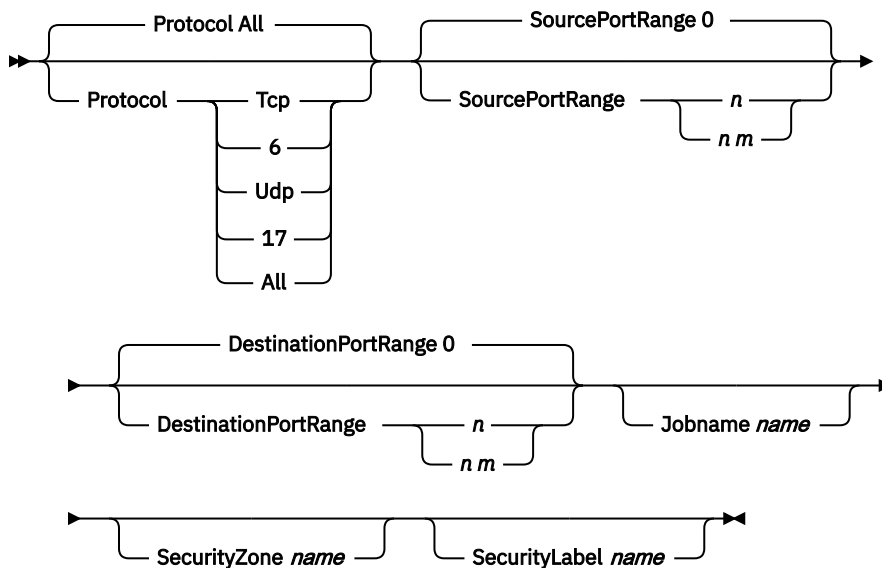 Protocol All
SourcePortRange 0
Protocol Tcp
SourcePortRange n
n m
6
Udp
17
All
DestinationPortRange 0
DestinationPortRange n
Jobname name
n m
SecurityZone name
SecurityLabel name